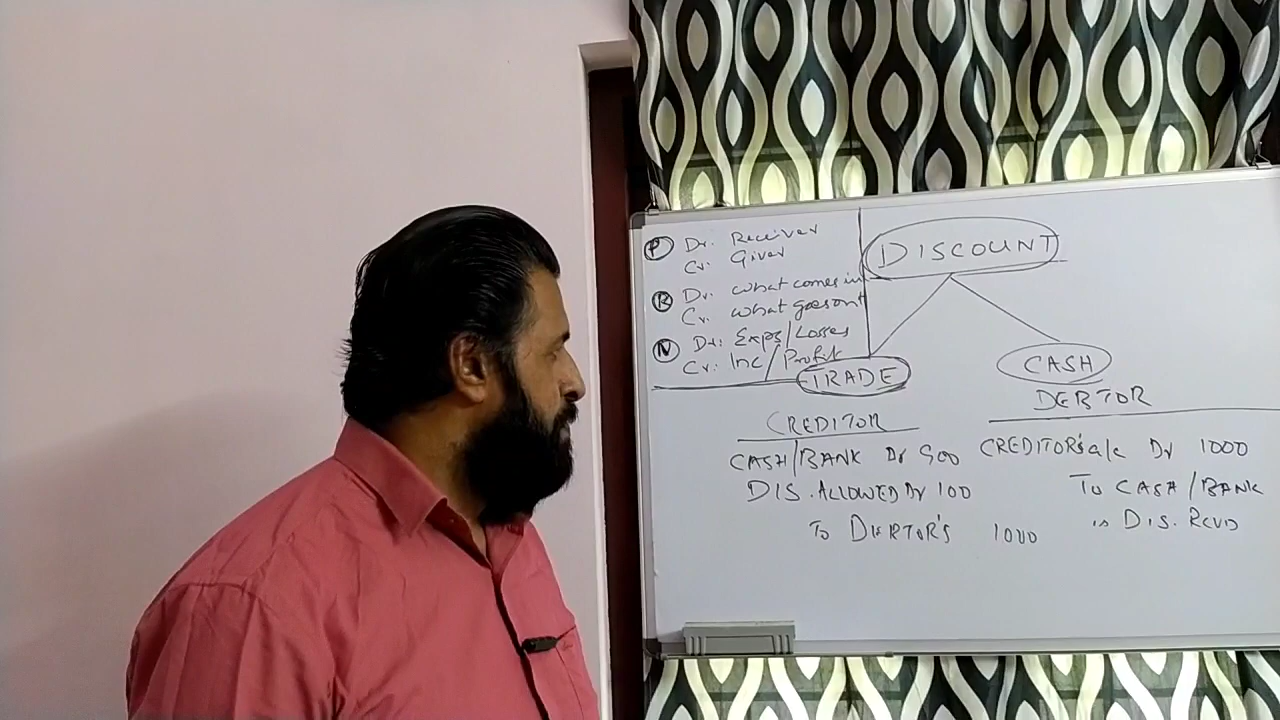 P Dr. Receiver
Cr. Giver
R Dr. what comes in
Cr. what goes out
N Dr. Exps/Losses
Cr. Inc/Profit
DISCOUNT
TRADE
CASH
CREDITOR
CASH/BANK Dr 900
DIS. ALLOWED Dr 100
To DEBTOR'S 1000
DEBTOR
CREDITOR'S a/c Dr 1000
To CASH/BANK
" DIS. RCVD